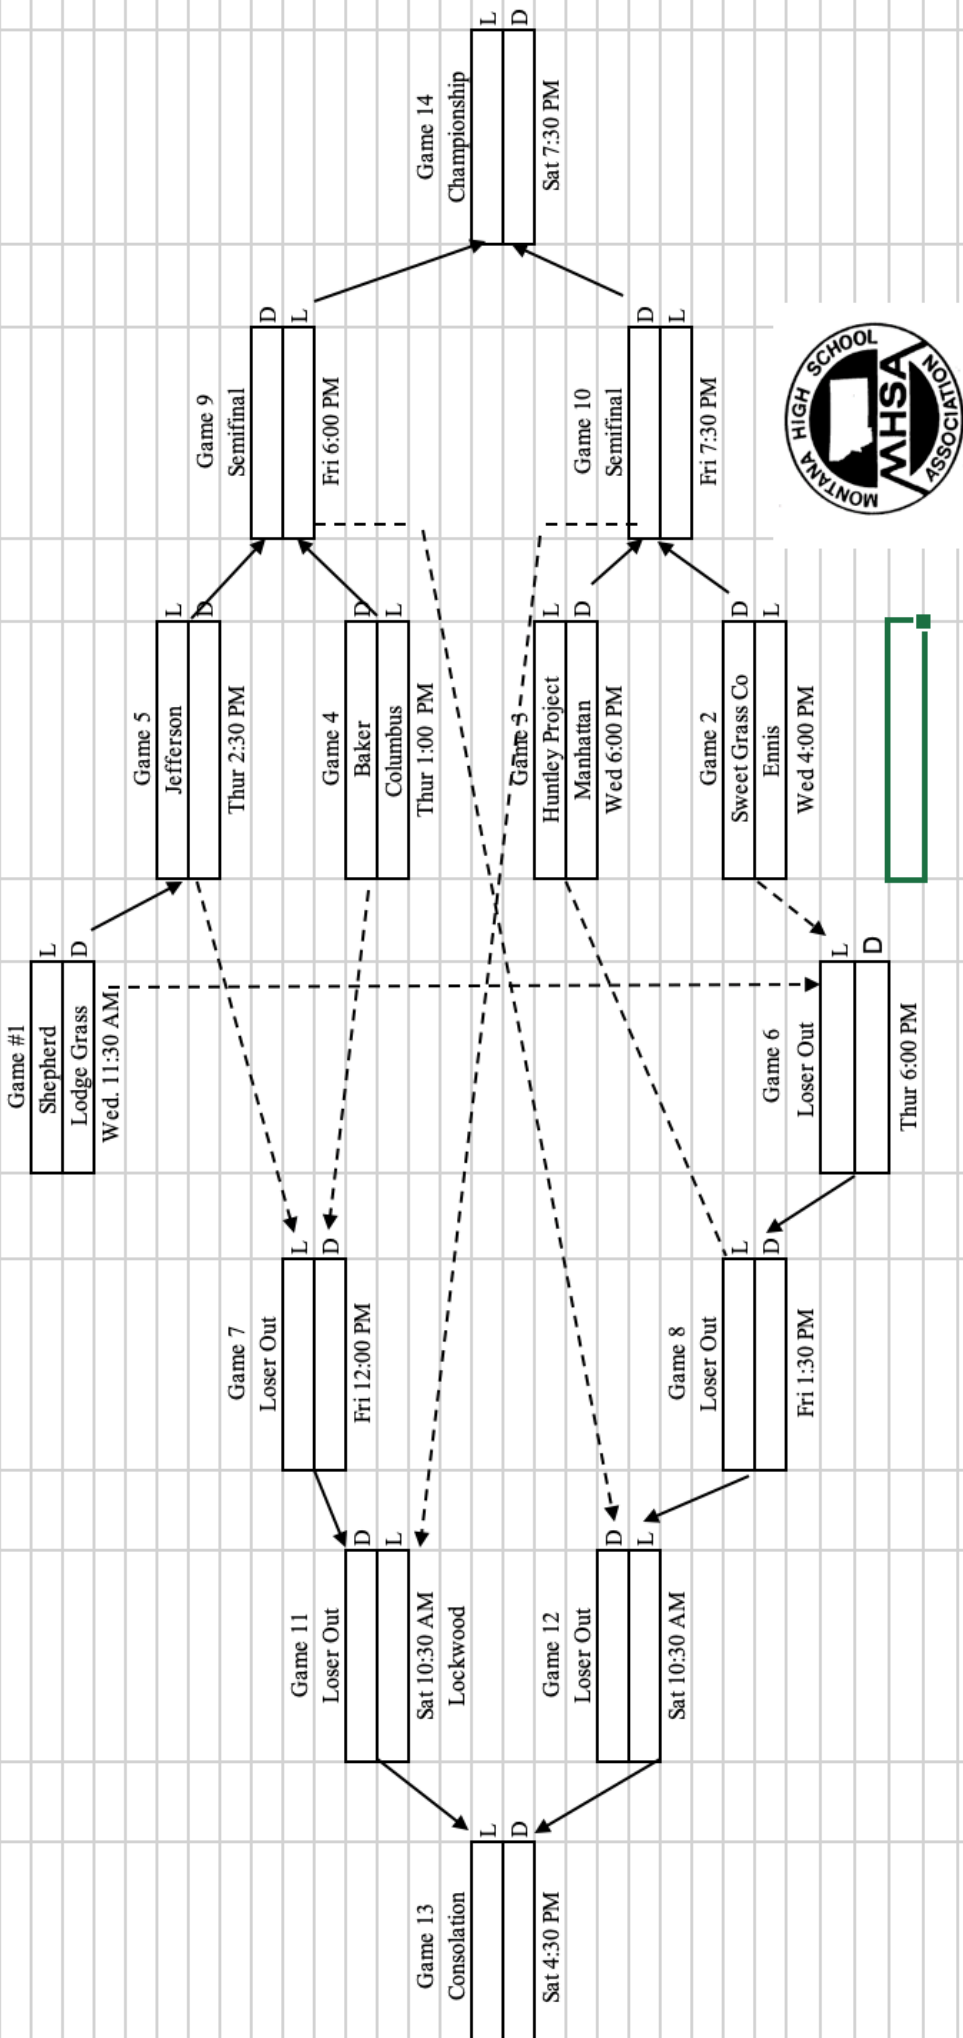 Game #1
Shepherd L
Lodge Grass D
Wed. 11:30 AM
Game 5
Jefferson L
D
Thur 2:30 PM
Game 9
Semifinal
D
L
Fri 6:00 PM
Game 7
Loser Out
L
D
Fri 12:00 PM
Game 4
Baker D
Columbus L
Thur 1:00 PM
Game 11
Loser Out
D
L
Sat 10:30 AM
Lockwood
Game 14
Championship
L
D
Sat 7:30 PM
Game 13
Consolation
L
D
Sat 4:30 PM
Game 3
Huntley Project L
Manhattan D
Wed 6:00 PM
Game 12
Loser Out
D
L
Sat 10:30 AM
Game 10
Semifinal
D
L
Fri 7:30 PM
Game 8
Loser Out
L
D
Fri 1:30 PM
Game 2
Sweet Grass Co D
Ennis L
Wed 4:00 PM
Game 6
Loser Out
L
D
Thur 6:00 PM
MONTANA HIGH SCHOOL
MHSA
ASSOCIATION